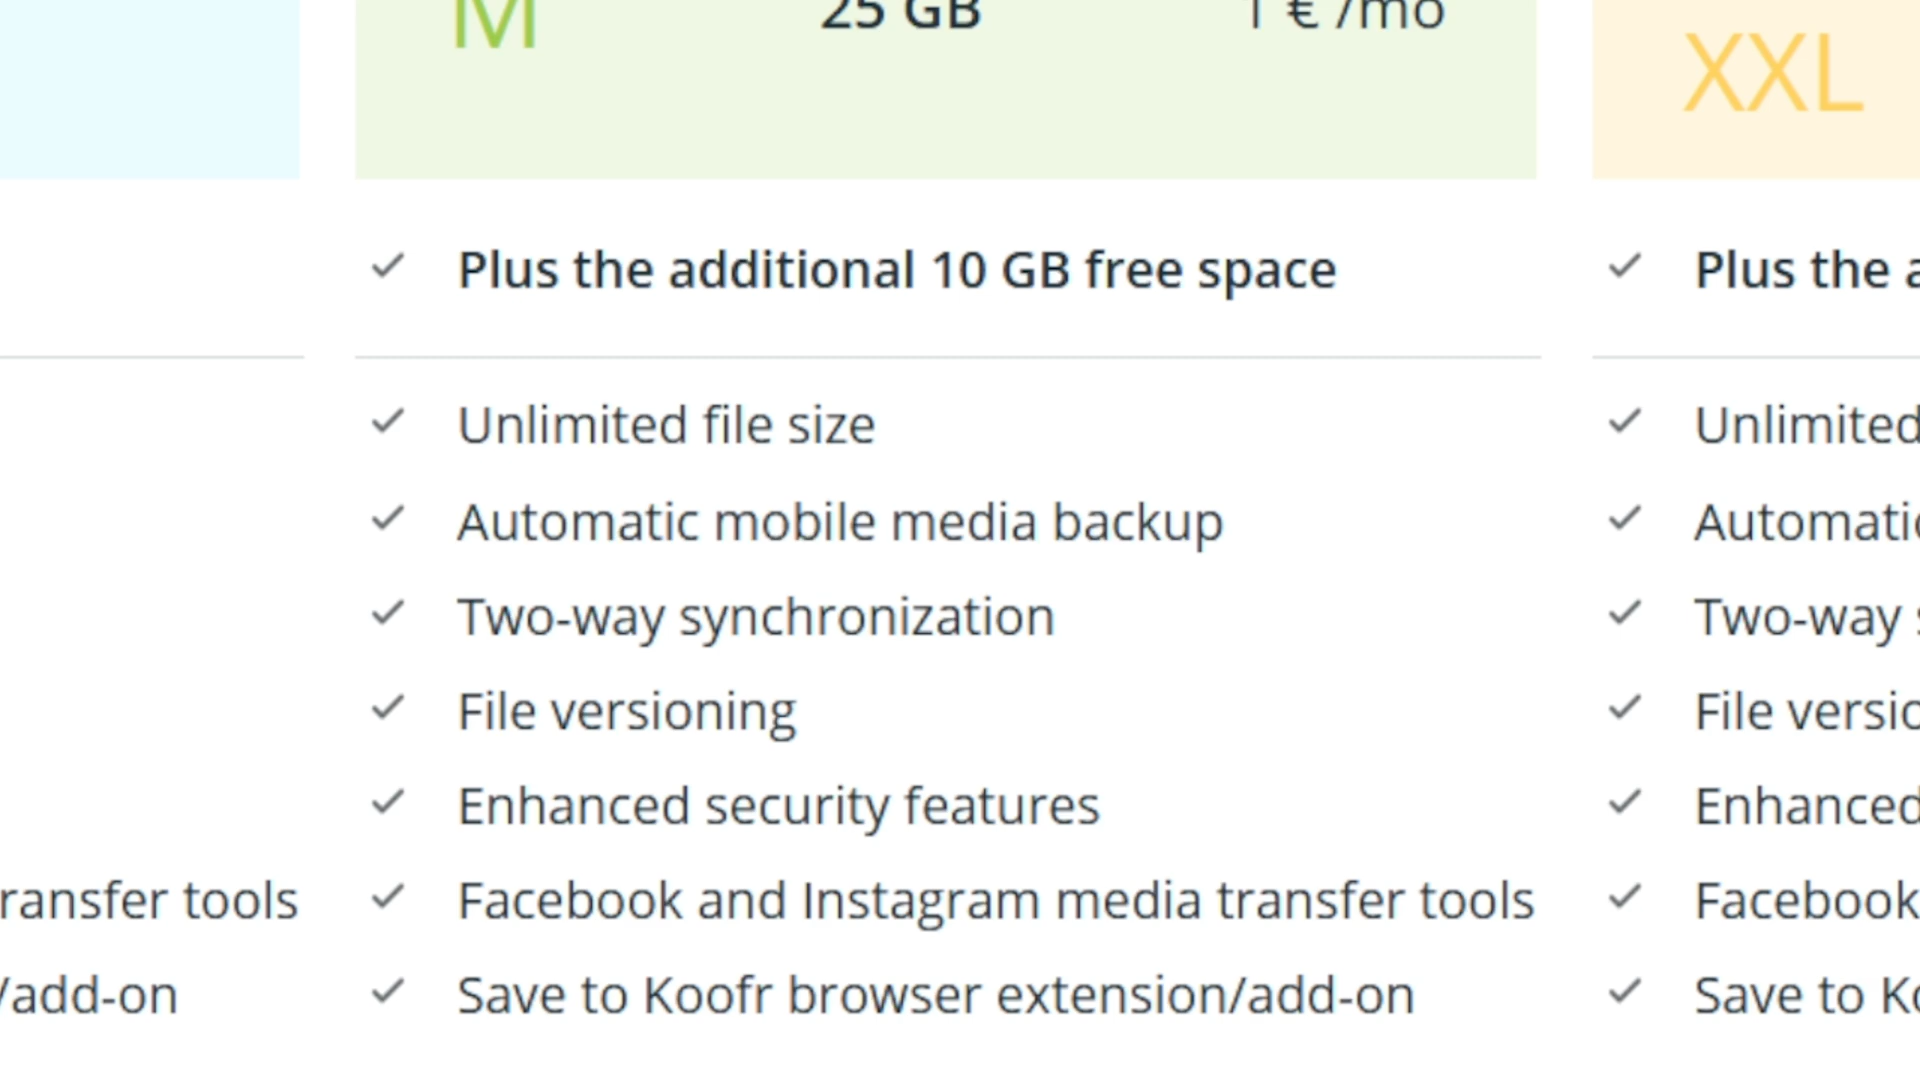 M 25 GB 1 € /mo
XXL
Plus the additional 10 GB free space
Unlimited file size
Automatic mobile media backup
Two-way synchronization
File versioning
Enhanced security features
Facebook and Instagram media transfer tools
Save to Koofr browser extension/add-on
tools
/add-on
Plus the
Unlimited
Two-way
File
Enhanced
Facebook
Save to